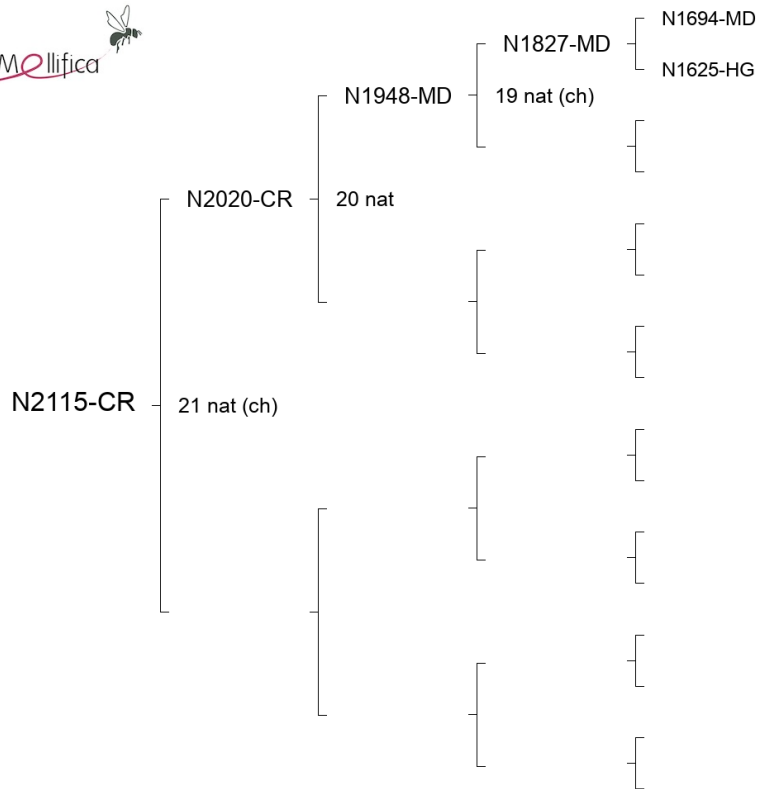 Mellifica
N1694-MD
N1827-MD
N1625-HG
N1948-MD
19 nat (ch)
N2020-CR
20 nat
N2115-CR
21 nat (ch)